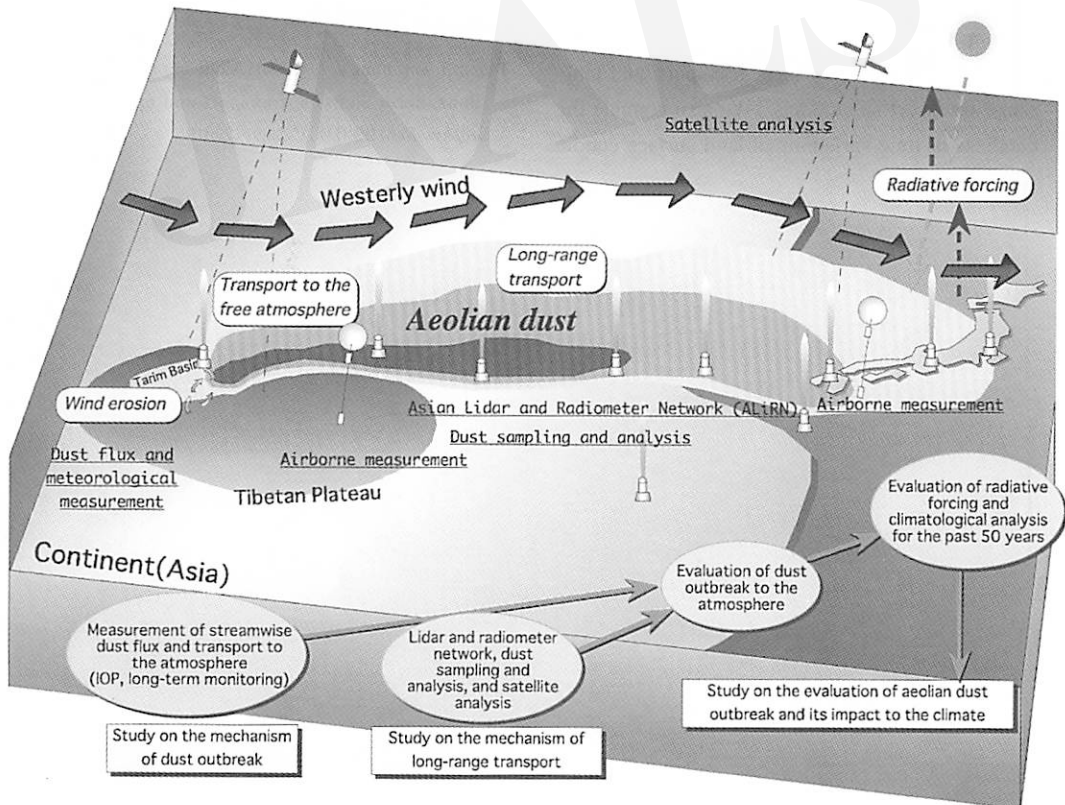 Satellite analysis
Westerly wind
Radiative forcing
Long-range
transport
Transport to the
free atmosphere
Aeolian dust
Tarim Basin
Wind erosion
Asian Lidar and Radiometer Network (ALiRN)
Airborne measurement
Dust sampling and analysis
Dust flux and
meteorological
measurement
Airborne measurement
Tibetan Plateau
Evaluation of radiative
forcing and
climatological analysis
for the past 50 years
Continent(Asia)
Evaluation of dust
outbreak to the
atmosphere
Measurement of streamwise
dust flux and transport to
the atmosphere
(IOP, long-term monitoring)
Lidar and radiometer
network, dust
sampling and
analysis, and satellite
analysis
Study on the evaluation of aeolian dust
outbreak and its impact to the climate
Study on the mechanism
of dust outbreak
Study on the mechanism of
long-range transport